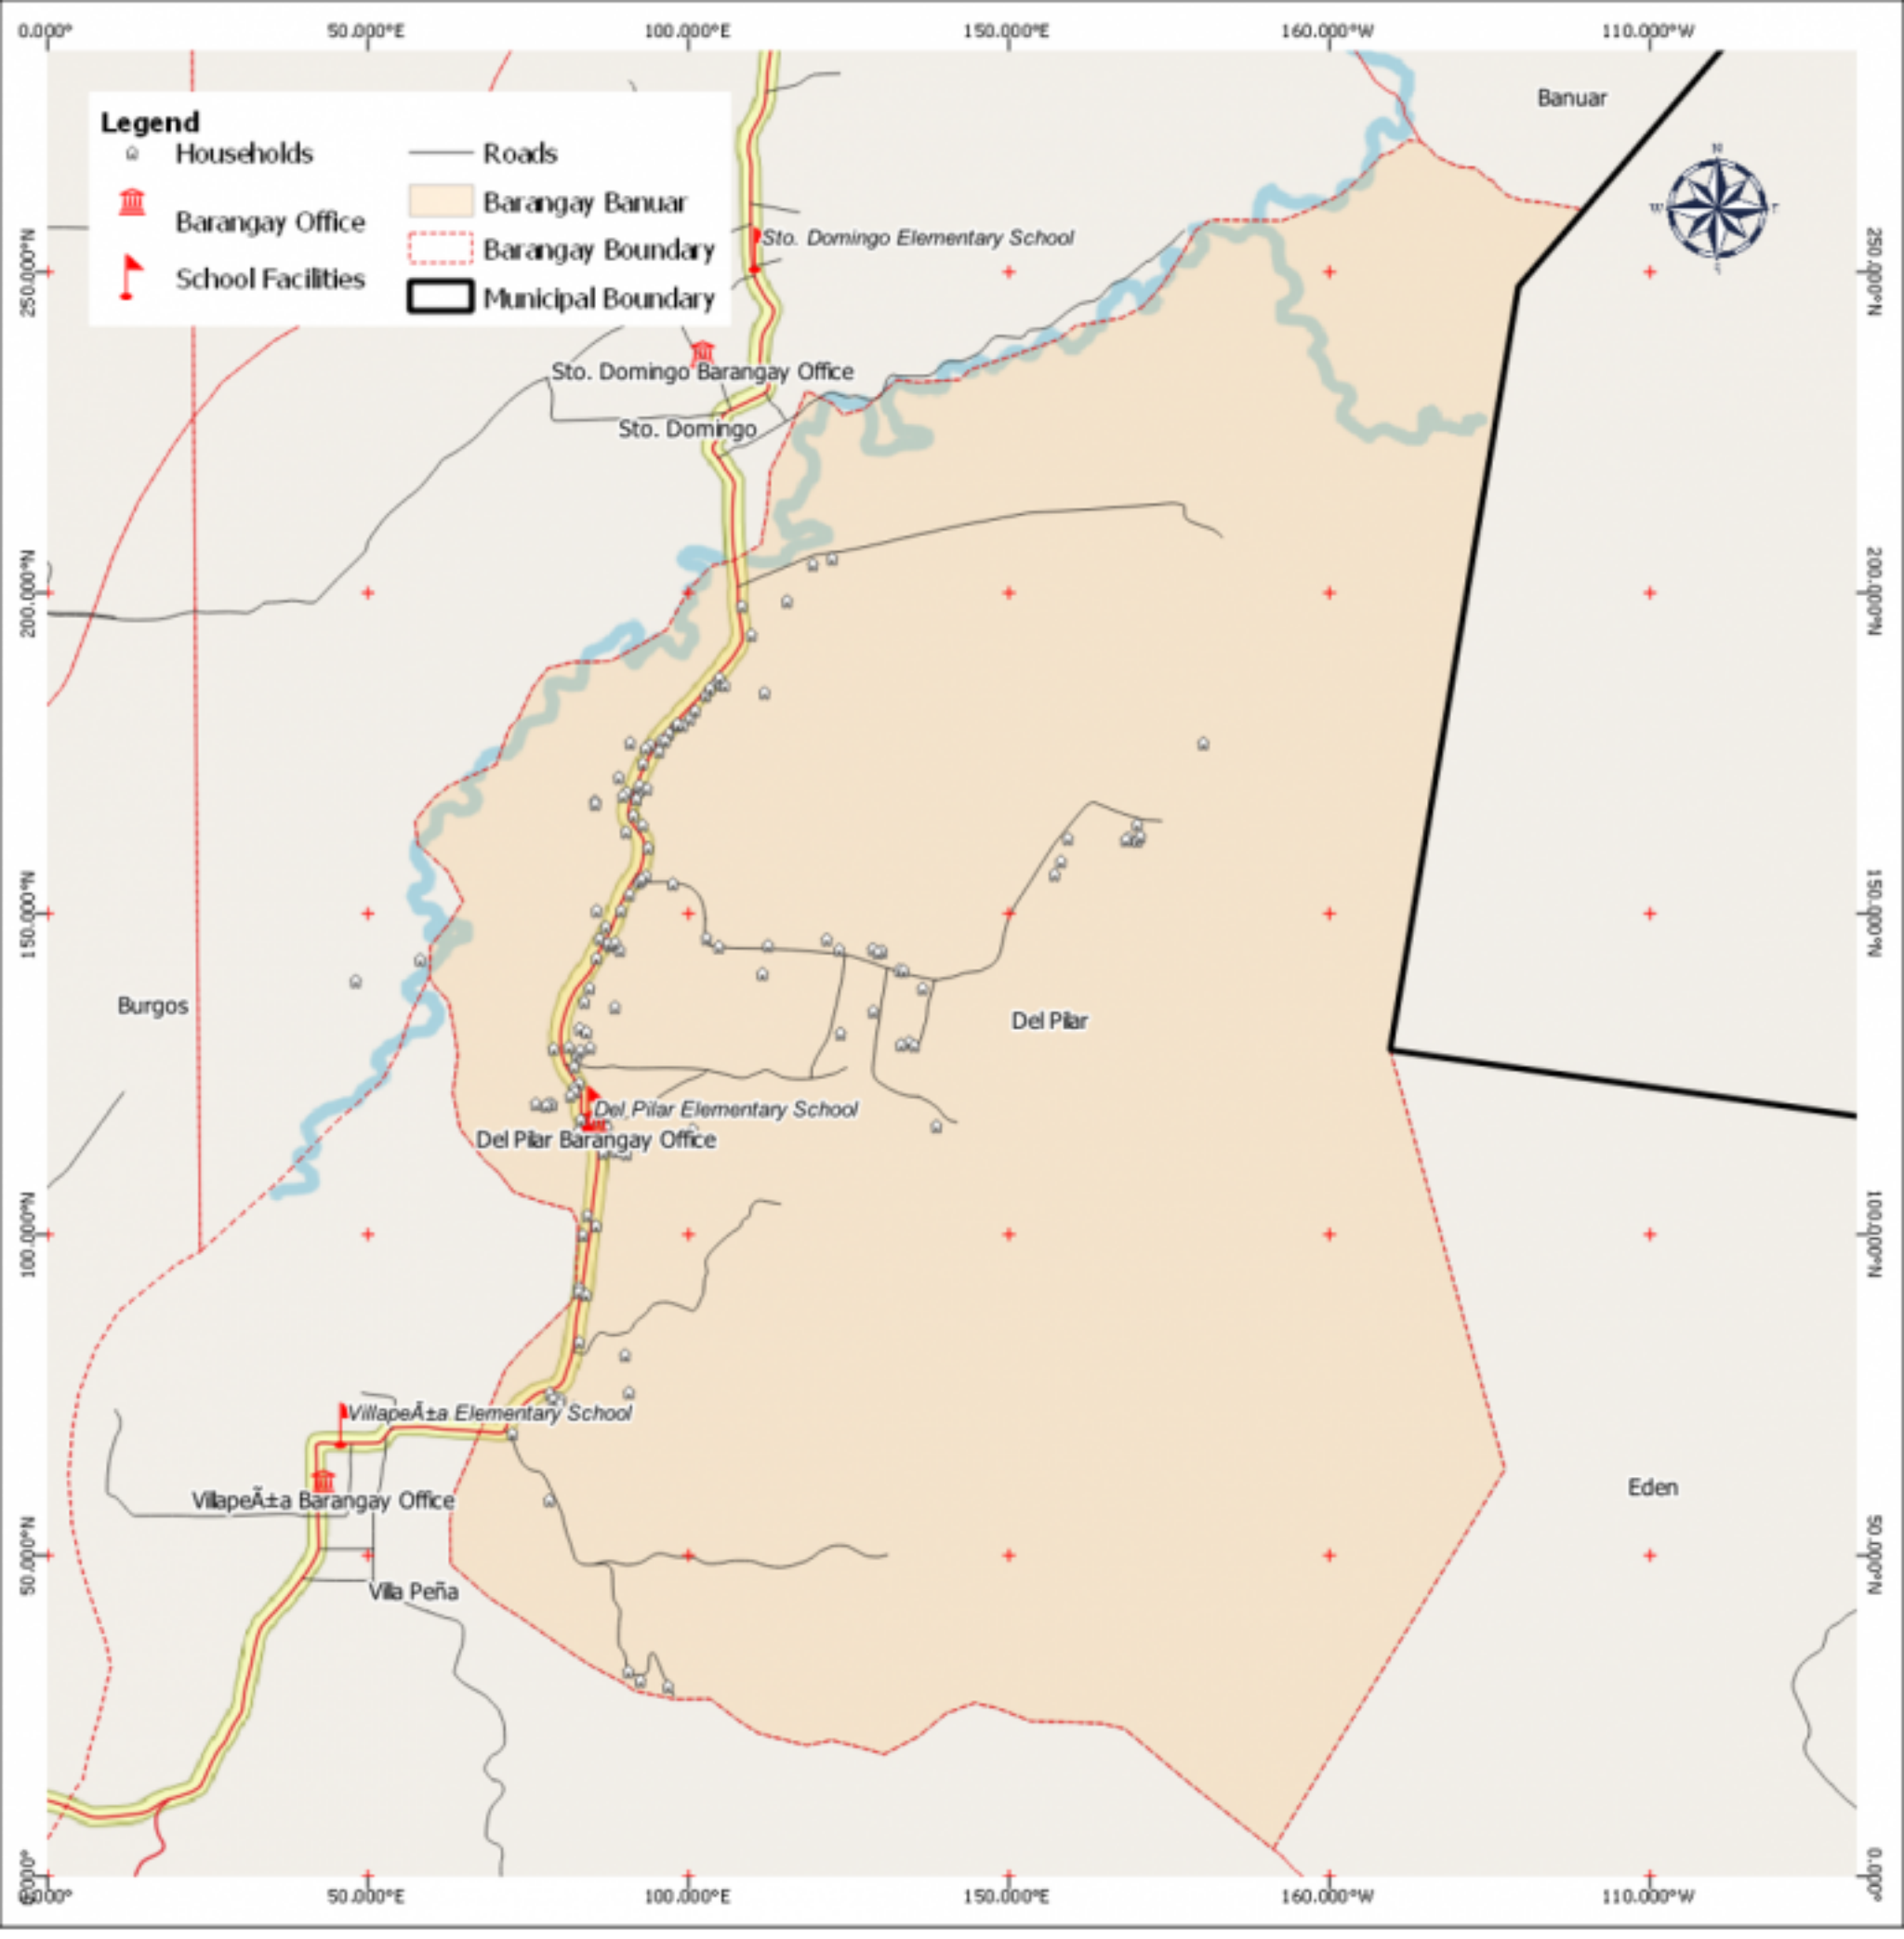 0.000° 50.000°E 100.000°E 150.000°E 160.000°W 110.000°W
Banuar
Legend
Households
Barangay Office
School Facilities
Roads
Barangay Banuar
Barangay Boundary
Municipal Boundary
N
W
Sto. Domingo Elementary School
250.000°N
250.000°N
Sto. Domingo Barangay Office
Sto. Domingo
200.000°N
200.000°N
150.000°N
150.000°N
Burgos
Del Pilar
Del Pilar Elementary School
Del Pilar Barangay Office
100.000°N
100.000°N
VillapeÃ±a Elementary School
VillapeÃ±a Barangay Office
Eden
50.000°N
50.000°N
Villa Peña
0.000°
0.000°
0.000° 50.000°E 100.000°E 150.000°E 160.000°W 110.000°W